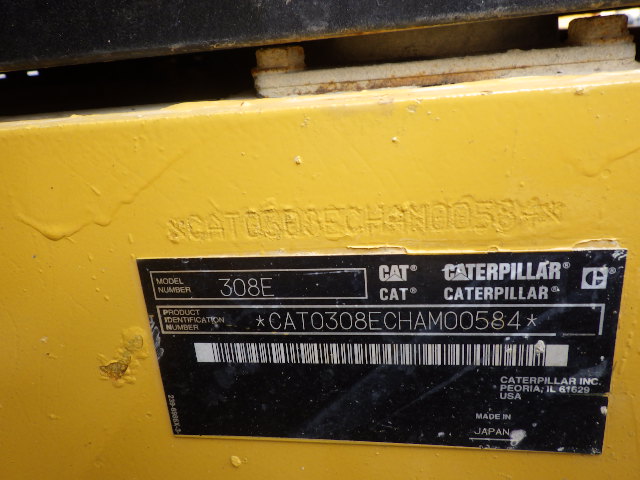 *CAT0308ECHAM00584*
MODEL NUMBER 308E
CAT® CATERPILLAR® C
CAT® CATERPILLAR®
PRODUCT IDENTIFICATION NUMBER *CAT0308ECHAM00584*
CATERPILLAR INC.
PEORIA, IL 61629
USA
MADE IN
JAPAN